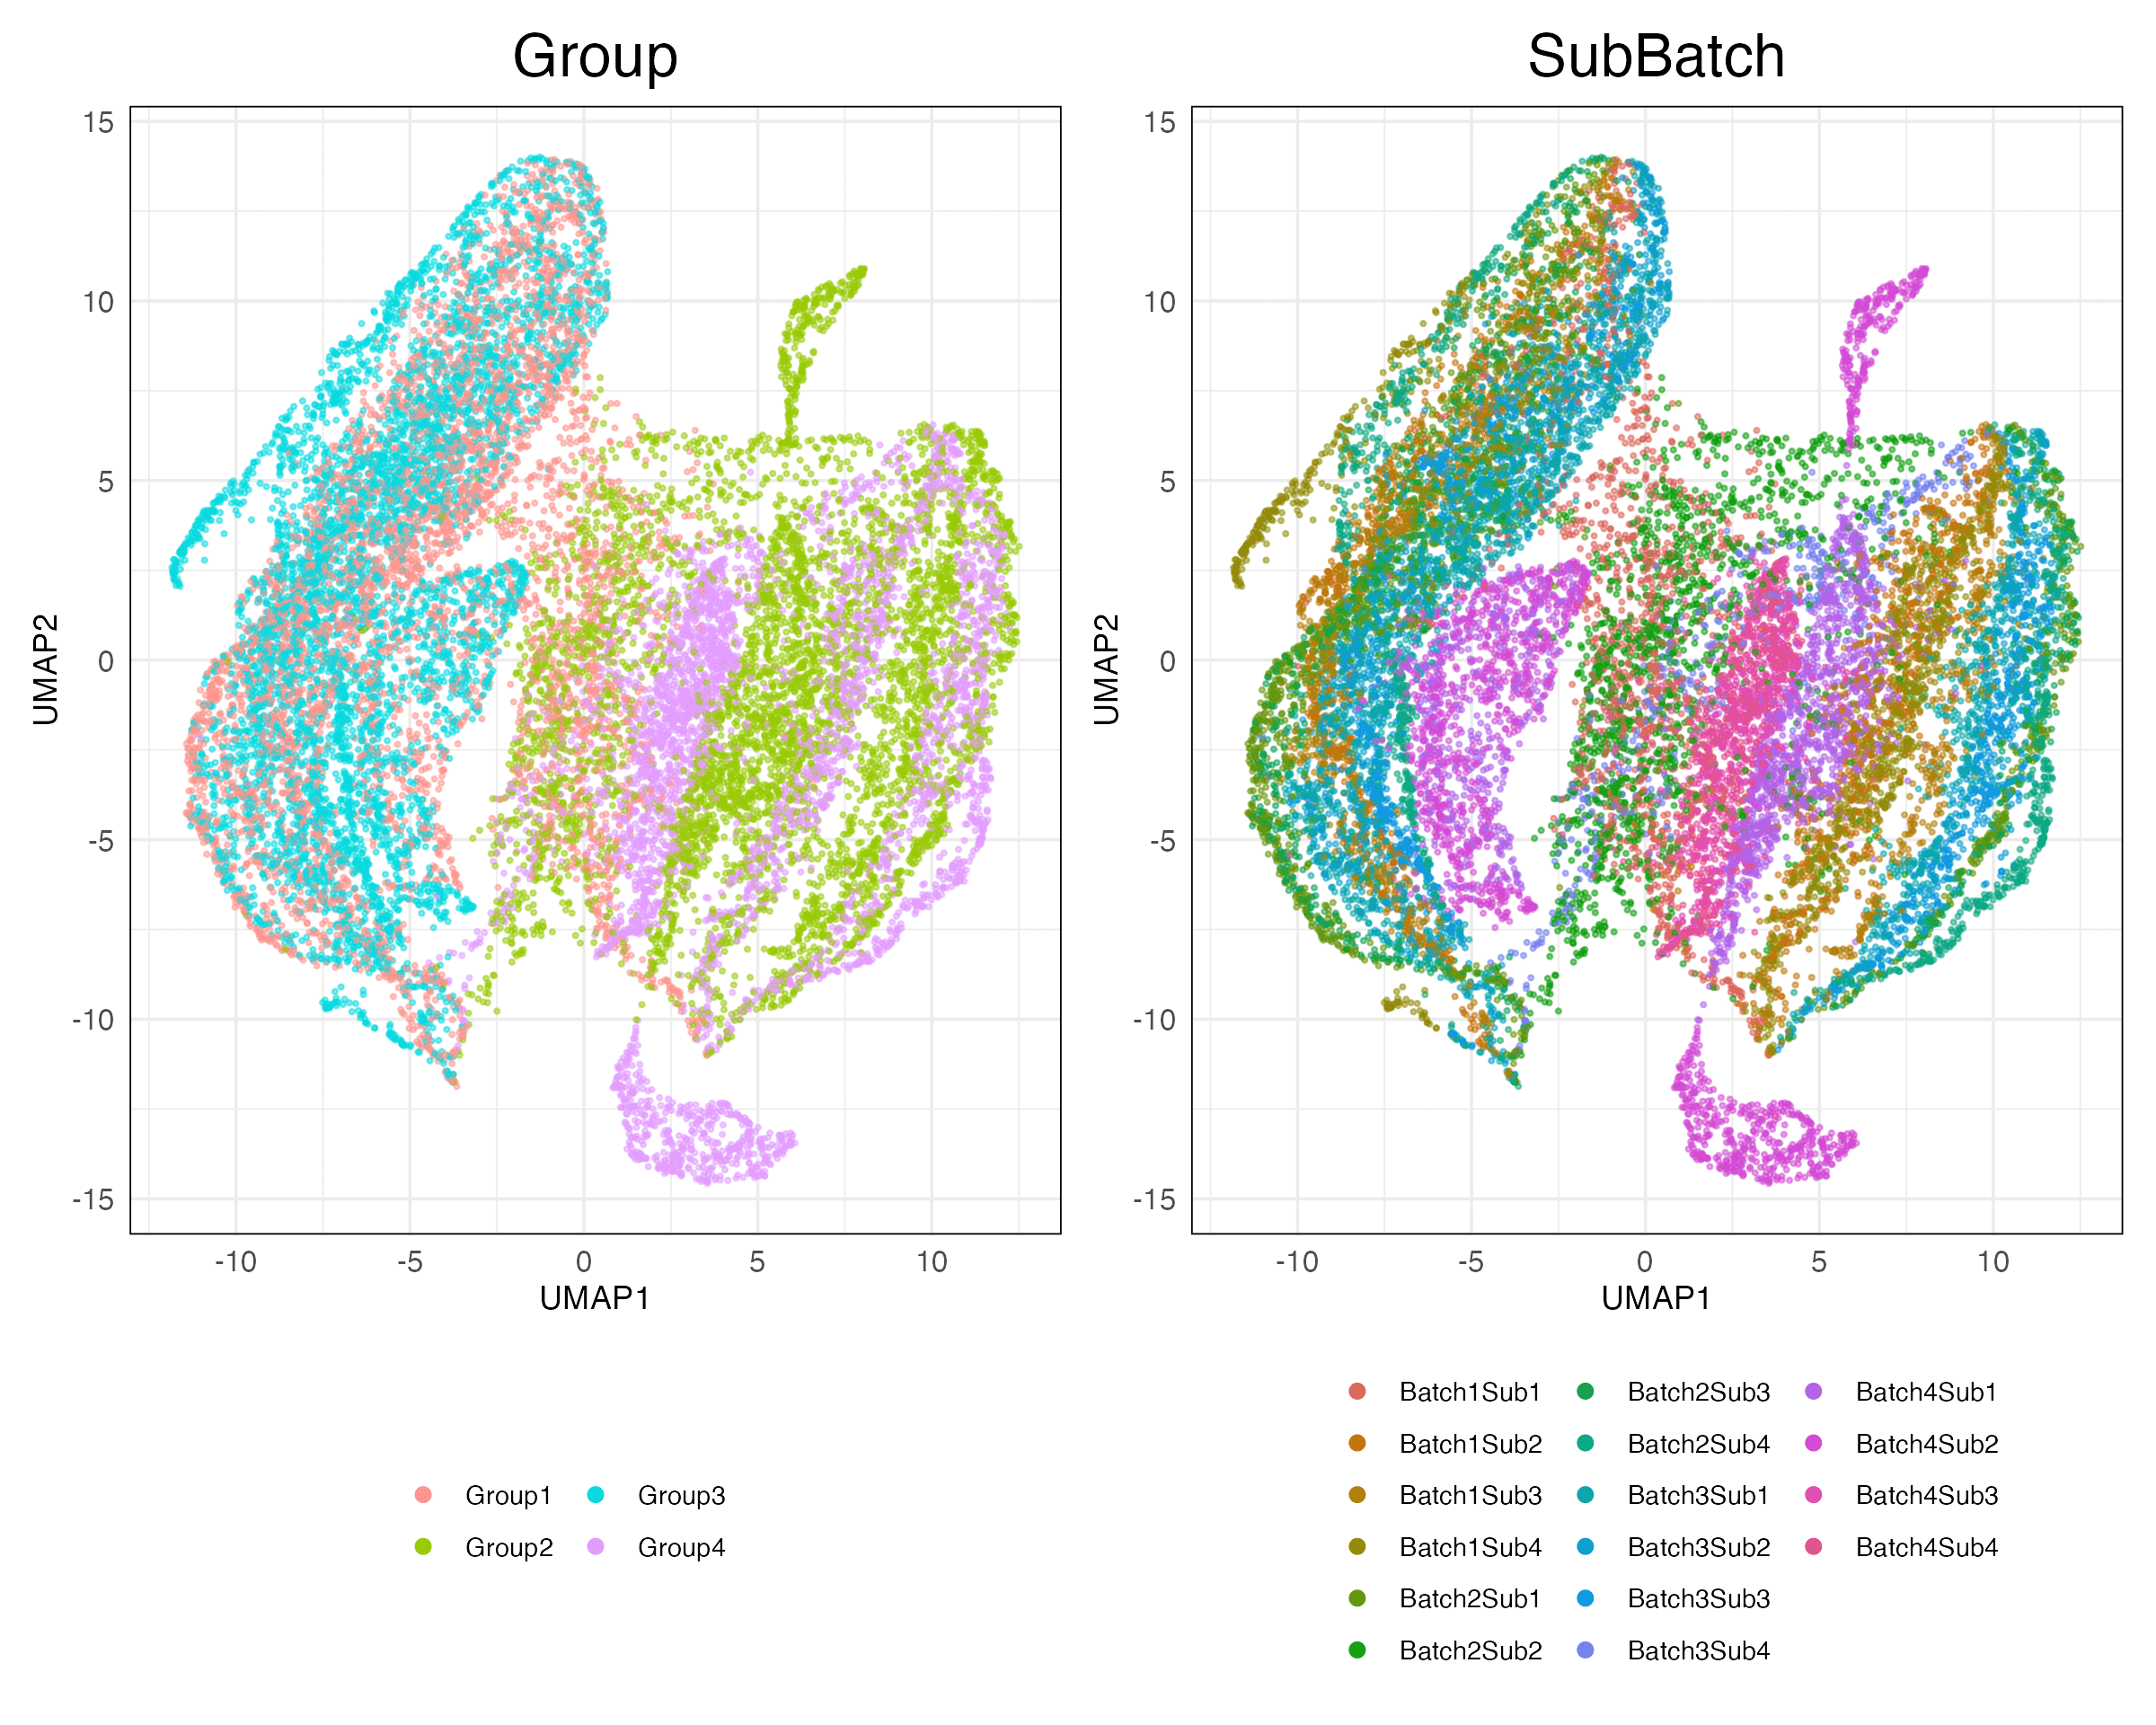 Group
SubBatch
15
10
5
0
-5
-10
-15
UMAP2
-10 -5 0 5 10
UMAP1
15
10
5
0
-5
-10
-15
UMAP2
-10 -5 0 5 10
UMAP1
Group1 Group3
Group2 Group4
Batch1Sub1 Batch2Sub3 Batch4Sub1
Batch1Sub2 Batch2Sub4 Batch4Sub2
Batch1Sub3 Batch3Sub1 Batch4Sub3
Batch1Sub4 Batch3Sub2 Batch4Sub4
Batch2Sub1 Batch3Sub3
Batch2Sub2 Batch3Sub4